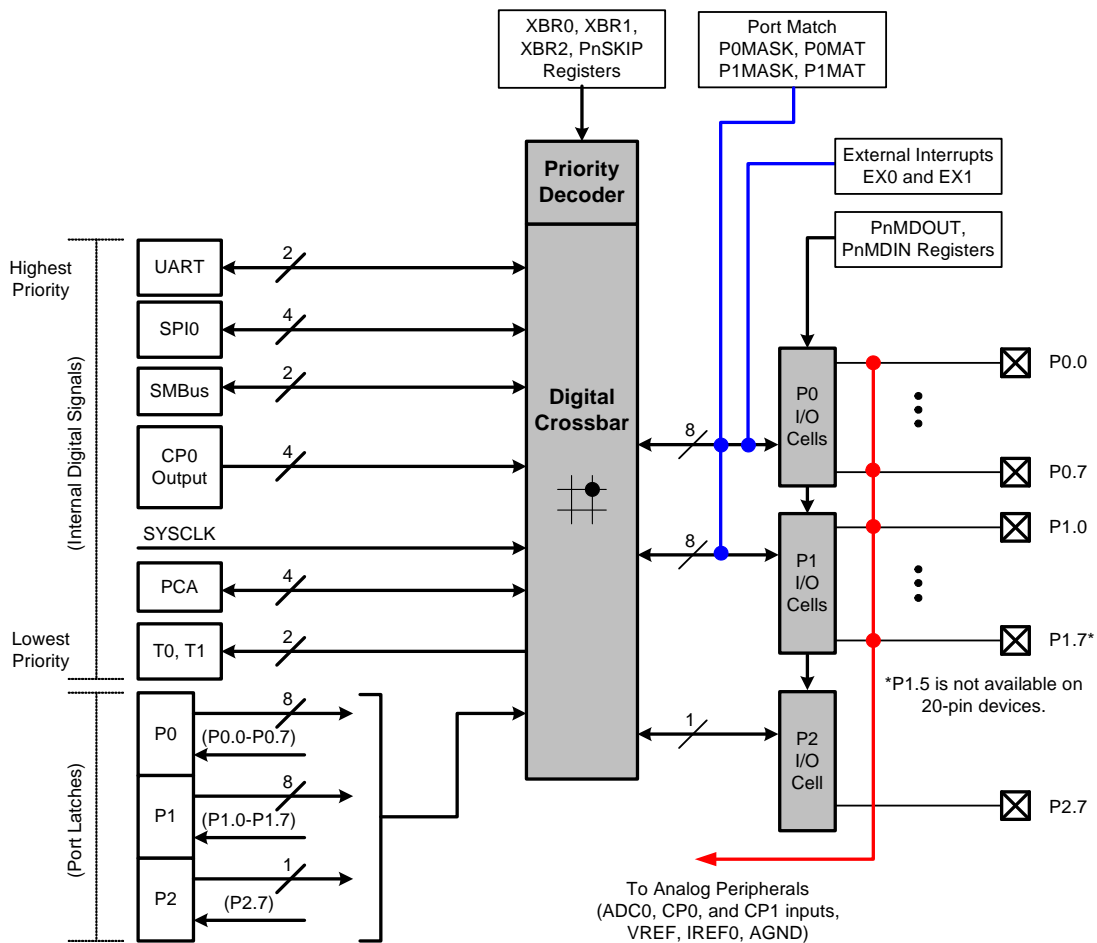 XBR0, XBR1,
XBR2, PnSKIP
Registers
Port Match
P0MASK, P0MAT
P1MASK, P1MAT
External Interrupts
EX0 and EX1
PnMDOUT,
PnMDIN Registers
Priority
Decoder
Digital
Crossbar
Highest
Priority
(Internal Digital Signals)
Lowest
Priority
(Port Latches)
UART
2
SPI0
4
SMBus
2
CP0
Output
4
SYSCLK
PCA
4
T0, T1
2
P0
8
(P0.0-P0.7)
P1
8
(P1.0-P1.7)
P2
1
(P2.7)
8
8
1
P0
I/O
Cells
P1
I/O
Cells
P2
I/O
Cell
P0.0
P0.7
P1.0
P1.7*
*P1.5 is not available on
20-pin devices.
P2.7
To Analog Peripherals
(ADC0, CP0, and CP1 inputs,
VREF, IREF0, AGND)